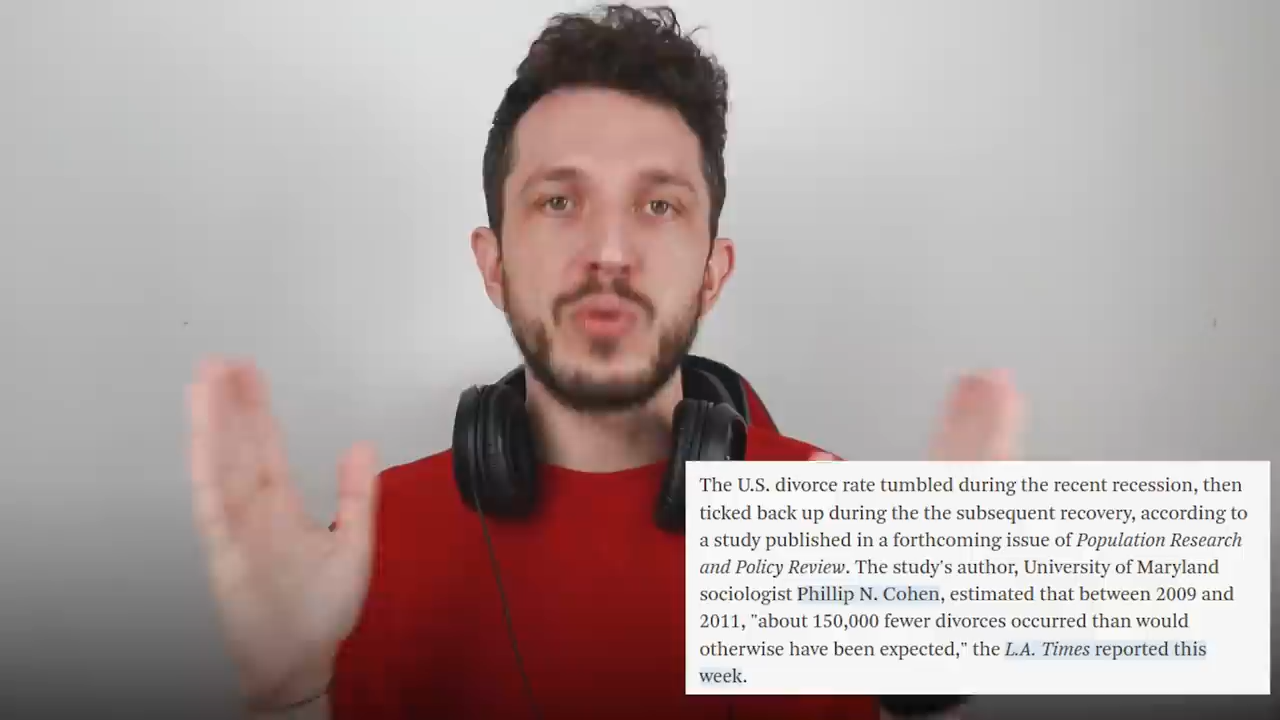 The U.S. divorce rate tumbled during the recent recession, then
ticked back up during the the subsequent recovery, according to
a study published in a forthcoming issue of Population Research
and Policy Review. The study's author, University of Maryland
sociologist Phillip N. Cohen, estimated that between 2009 and
2011, "about 150,000 fewer divorces occurred than would
otherwise have been expected," the L.A. Times reported this
week.